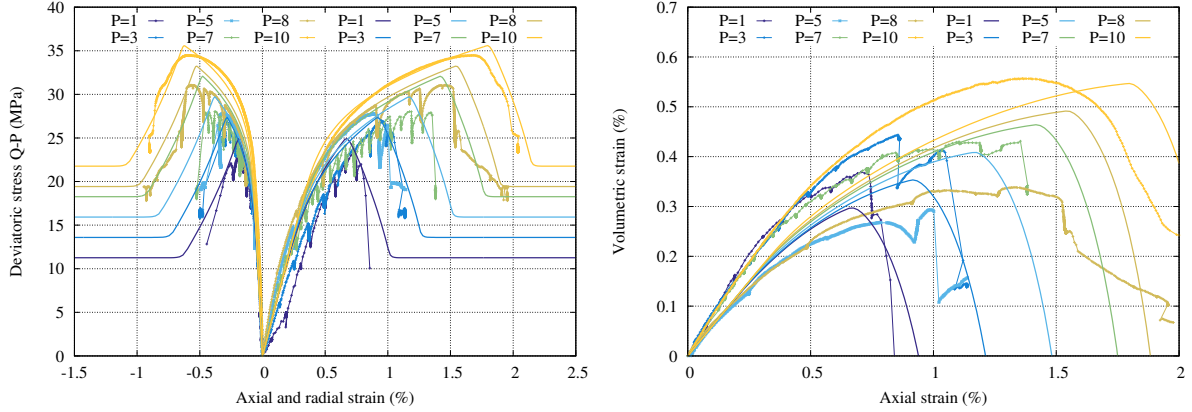 P=1 P=5 P=8 P=1 P=5 P=8
P=3 P=7 P=10 P=3 P=7 P=10
40
35
30
25
20
15
10
5
0
-1.5 -1 -0.5 0 0.5 1 1.5 2 2.5
Deviatoric stress Q-P (MPa)
Axial and radial strain (%)
P=1 P=5 P=8 P=1 P=5 P=8
P=3 P=7 P=10 P=3 P=7 P=10
0.7
0.6
0.5
0.4
0.3
0.2
0.1
0
0 0.5 1 1.5 2
Volumetric strain (%)
Axial strain (%)